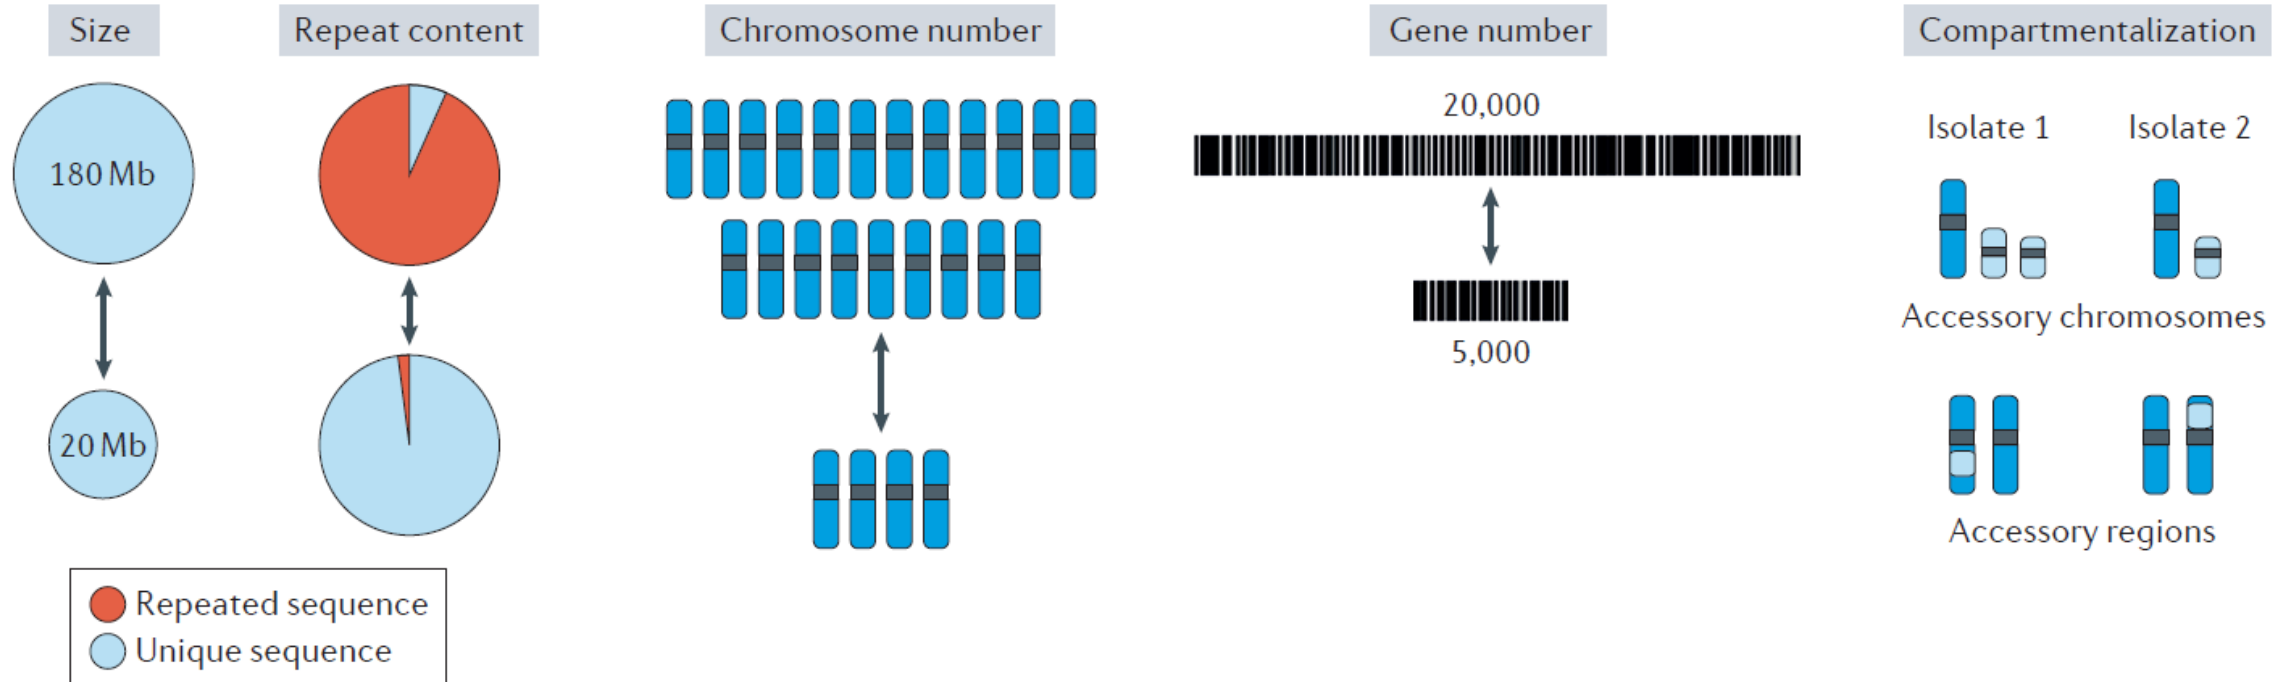 Size
Repeat content
Chromosome number
Gene number
Compartmentalization
180 Mb
20 Mb
Repeated sequence
Unique sequence
20,000
5,000
Isolate 1
Isolate 2
Accessory chromosomes
Accessory regions